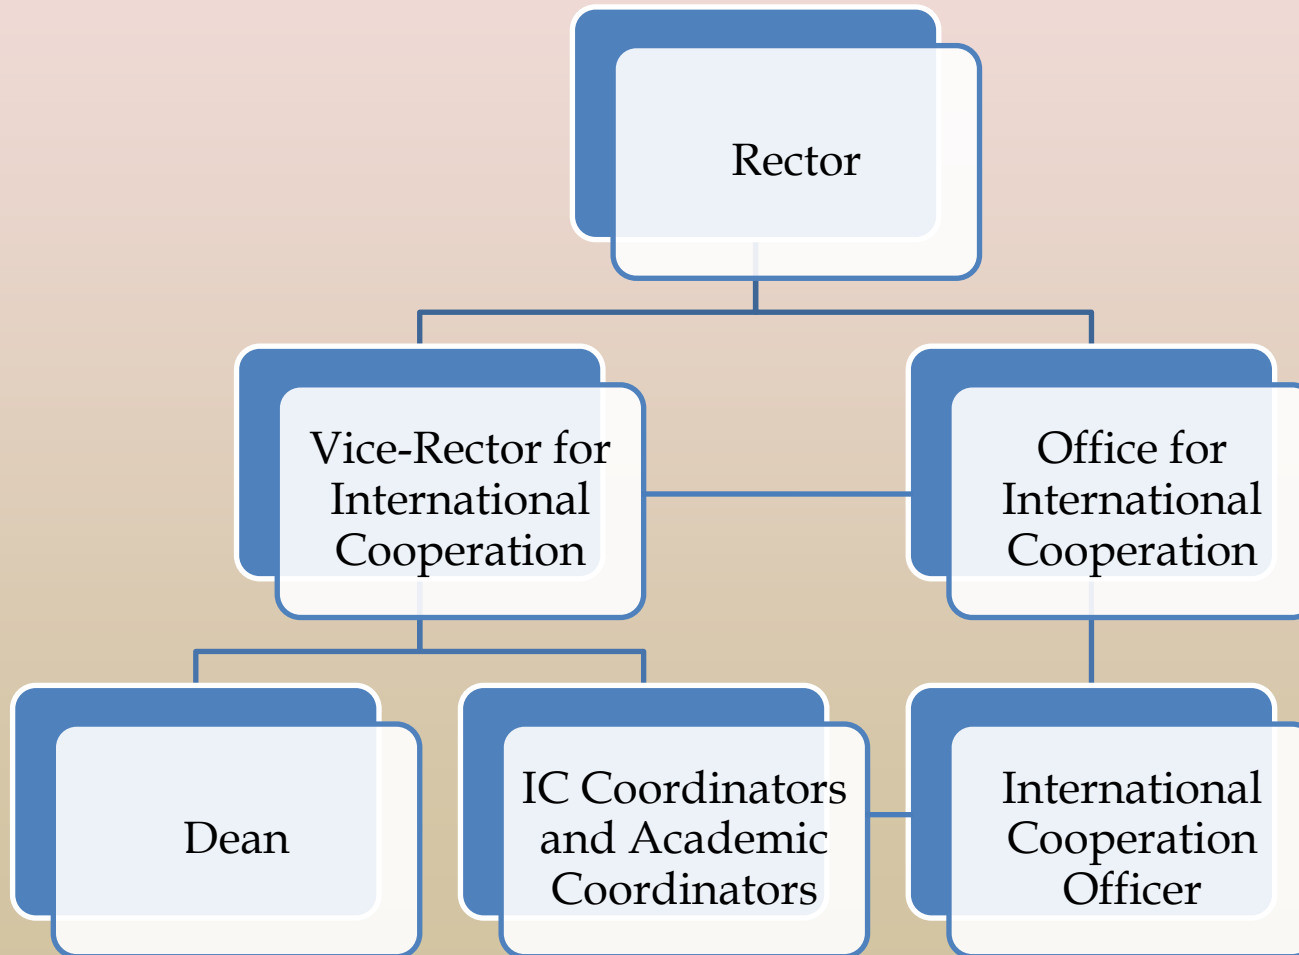 Rector
Vice-Rector for
International
Cooperation
Office for
International
Cooperation
Dean
IC Coordinators
and Academic
Coordinators
International
Cooperation
Officer